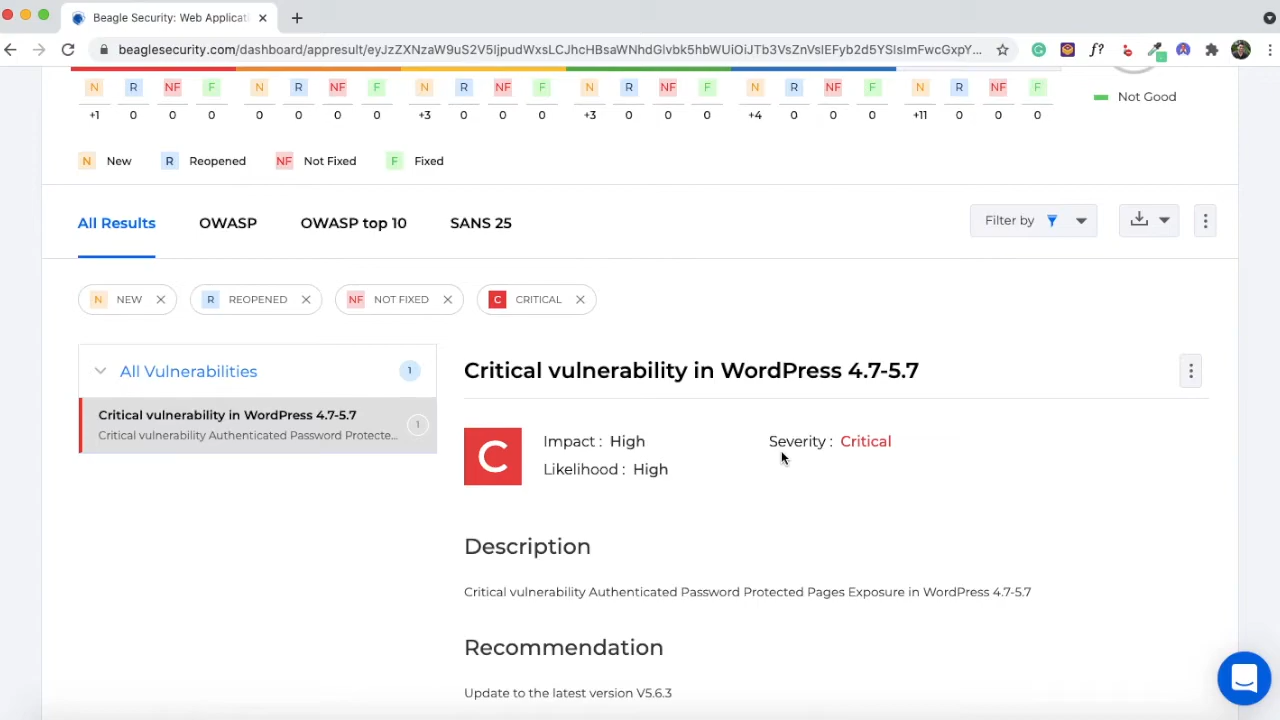 Beagle Security: Web Applicati
beaglesecurity.com/dashboard/appresult/eyJzZXNzaW9uS2V5IjpudWxsLCJhcHBsaWNhdGlvbk5hbWUiOiJTb3VsZnVsIEFyb2d5YSIsImFwcGxpY...
N R NF F N R NF F N R NF F N R NF F N R NF F N R NF F
+1 0 0 0 0 0 0 0 +3 0 0 0 +3 0 0 0 +4 0 0 0 +11 0 0 0
Not Good
N New R Reopened NF Not Fixed F Fixed
All Results OWASP OWASP top 10 SANS 25 Filter by
N NEW R REOPENED NF NOT FIXED C CRITICAL
All Vulnerabilities 1
Critical vulnerability in WordPress 4.7-5.7
Critical vulnerability Authenticated Password Protecte... 1
Critical vulnerability in WordPress 4.7-5.7
C
Impact : High Severity : Critical
Likelihood : High
Description
Critical vulnerability Authenticated Password Protected Pages Exposure in WordPress 4.7-5.7
Recommendation
Update to the latest version V5.6.3